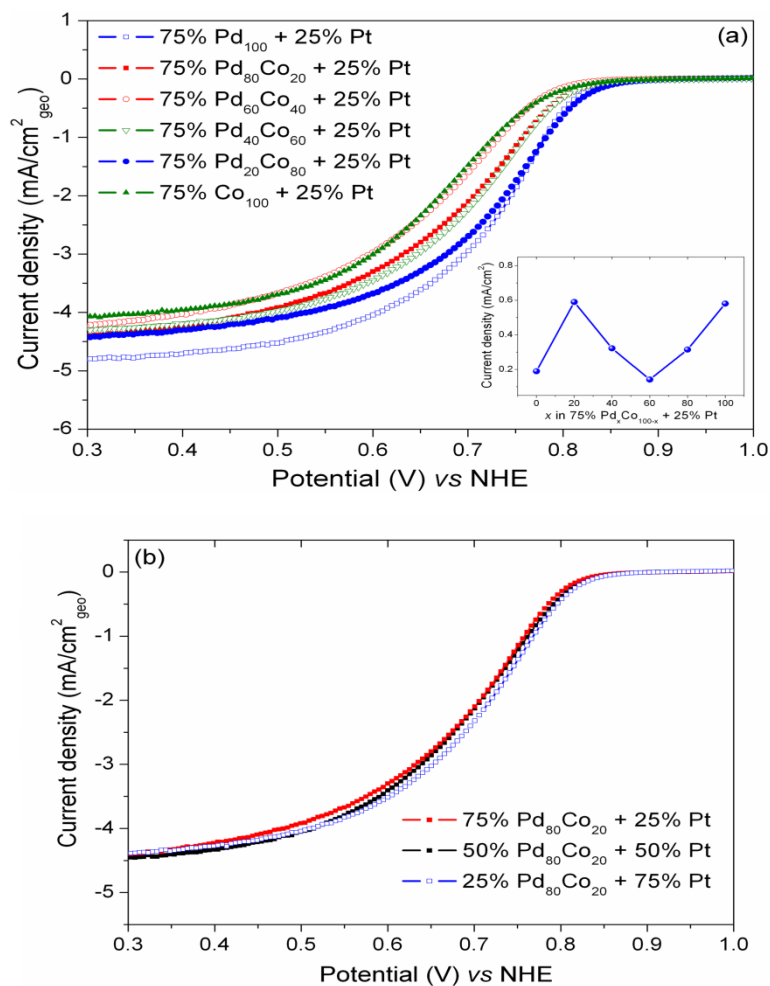 (a)
75% Pd100 + 25% Pt
75% Pd80Co20 + 25% Pt
75% Pd60Co40 + 25% Pt
75% Pd40Co60 + 25% Pt
75% Pd20Co80 + 25% Pt
75% Co100 + 25% Pt
Current density (mA/cm²geo)
1
0
-1
-2
-3
-4
-5
-6
0.3 0.4 0.5 0.6 0.7 0.8 0.9 1.0
Potential (V) vs NHE
Current density (mA/cm²)
0.8
0.6
0.4
0.2
0 20 40 60 80 100
x in 75% PdxCo100-x + 25% Pt
(b)
Current density (mA/cm²geo)
0
-1
-2
-3
-4
-5
75% Pd80Co20 + 25% Pt
50% Pd80Co20 + 50% Pt
25% Pd80Co20 + 75% Pt
0.3 0.4 0.5 0.6 0.7 0.8 0.9 1.0
Potential (V) vs NHE